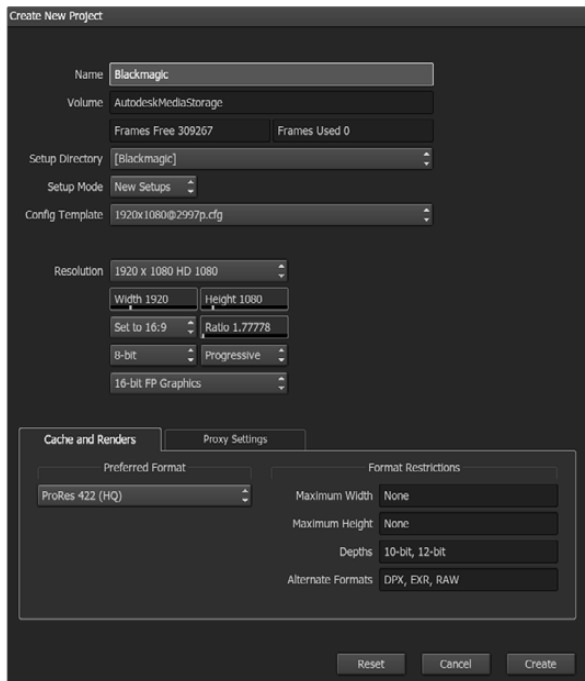 Create New Project
Name Blackmagic
Volume AutodeskMediaStorage
Frames Free 309267 Frames Used 0
Setup Directory [Blackmagic]
Setup Mode New Setups
Config Template 1920x1080@2997p.cfg
Resolution 1920 x 1080 HD 1080
Width 1920 Height 1080
Set to 16:9 Ratio 1.77778
8-bit Progressive
16-bit FP Graphics
Cache and Renders Proxy Settings
Preferred Format Format Restrictions
ProRes 422 (HQ) Maximum Width None
Maximum Height None
Depths 10-bit, 12-bit
Alternate Formats DPX, EXR, RAW
Reset Cancel Create